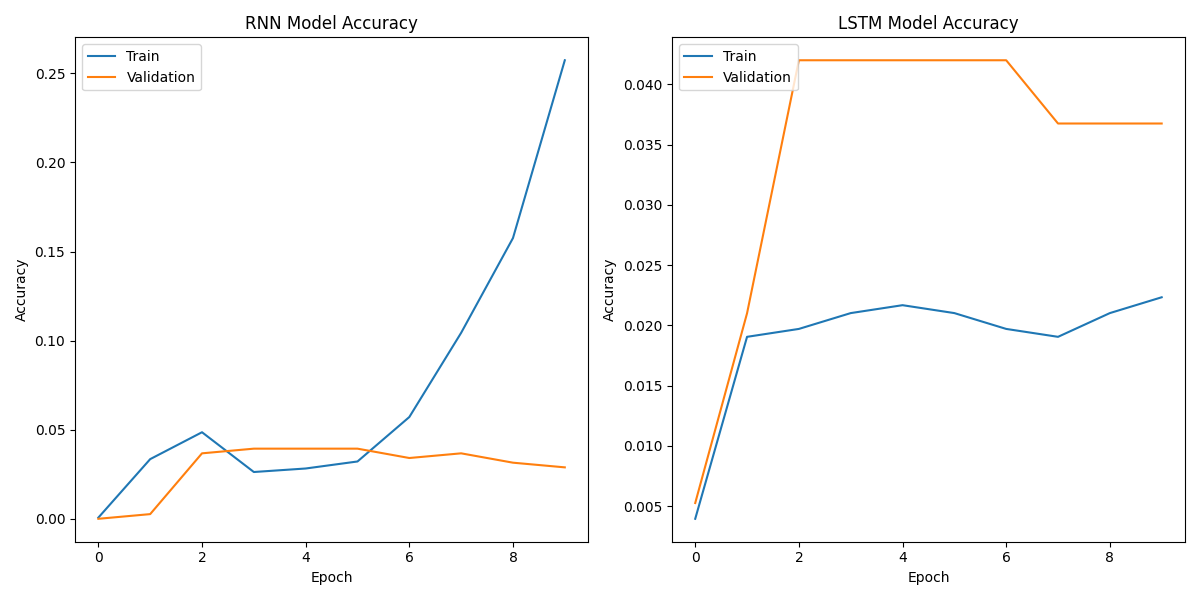 RNN Model Accuracy
Train
Validation
0.25
0.20
0.15
0.10
0.05
0.00
Accuracy
0 2 4 6 8
Epoch
LSTM Model Accuracy
Train
Validation
0.040
0.035
0.030
0.025
0.020
0.015
0.010
0.005
Accuracy
0 2 4 6 8
Epoch